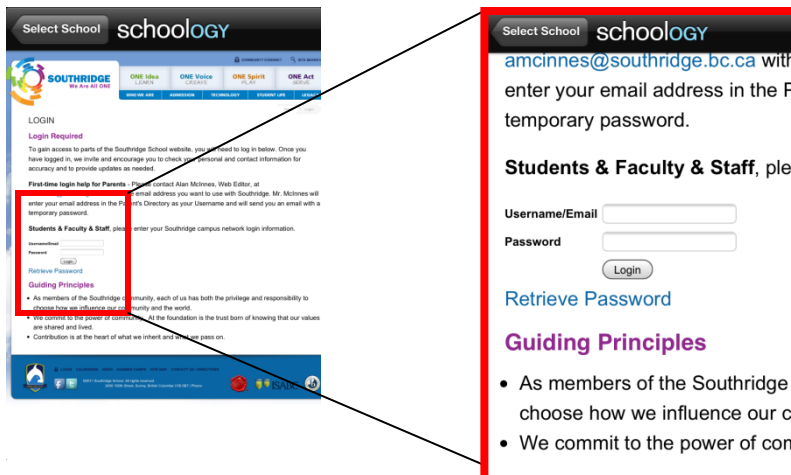 Select School schoology
COMMUNITY CONNECT
SOUTHRIDGE
We Are All ONE
ONE Idea ONE Voice ONE Spirit ONE Act
LEARN CREATE PLAY SERVE
WHO WE ARE ADMISSION TECHNOLOGY STUDENT LIFE LEGACY
LOGIN
Login Required
To gain access to parts of the Southridge School website, you need to log in below. Once you
have logged in, we invite and encourage you to check your personal and contact information for
accuracy and to provide updates as needed.
First-time login help for Parents - Please contact Alan McInnes, Web Editor, at
email address you want to use with Southridge. Mr. McInnes will
enter your email address in the Parent's Directory as your Username and will send you an email with a
temporary password.
Students & Faculty & Staff, please enter your Southridge campus network login information.
Username/Email
Password
Login
Retrieve Password
Guiding Principles
• As members of the Southridge community, each of us has both the privilege and responsibility to
choose how we influence our community and the world.
• We commit to the power of community. At the foundation is the trust born of knowing that our values
are shared and lived.
• Contribution is at the heart of what we inherit and what we pass on.
ISABC
Select School schoology
amcinnes@southridge.bc.ca with
enter your email address in the P
temporary password.
Students & Faculty & Staff, ple
Username/Email
Password
Login
Retrieve Password
Guiding Principles
• As members of the Southridge
choose how we influence our c
• We commit to the power of com